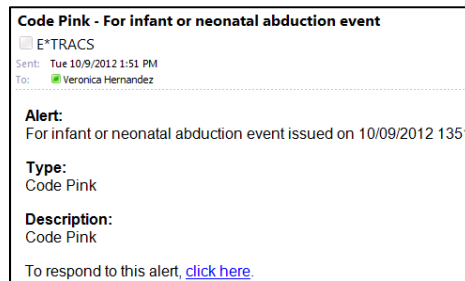 Code Pink - For infant or neonatal abduction event
E*TRACS
Sent: Tue 10/9/2012 1:51 PM
To: Veronica Hernandez
Alert:
For infant or neonatal abduction event issued on 10/09/2012 1351
Type:
Code Pink
Description:
Code Pink
To respond to this alert, click here.